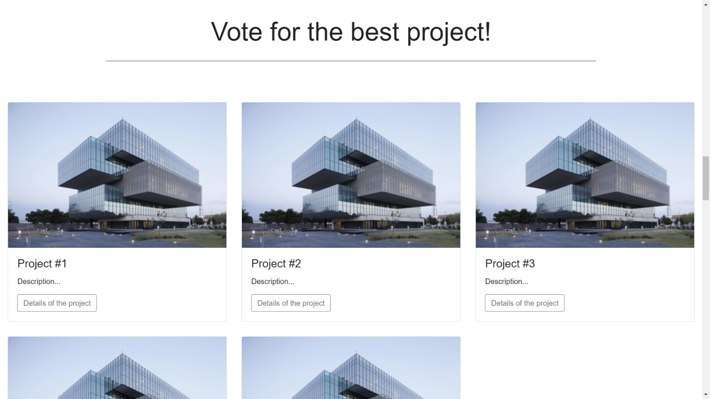 Vote for the best project!
Project #1
Description...
Details of the project
Project #2
Description...
Details of the project
Project #3
Description...
Details of the project